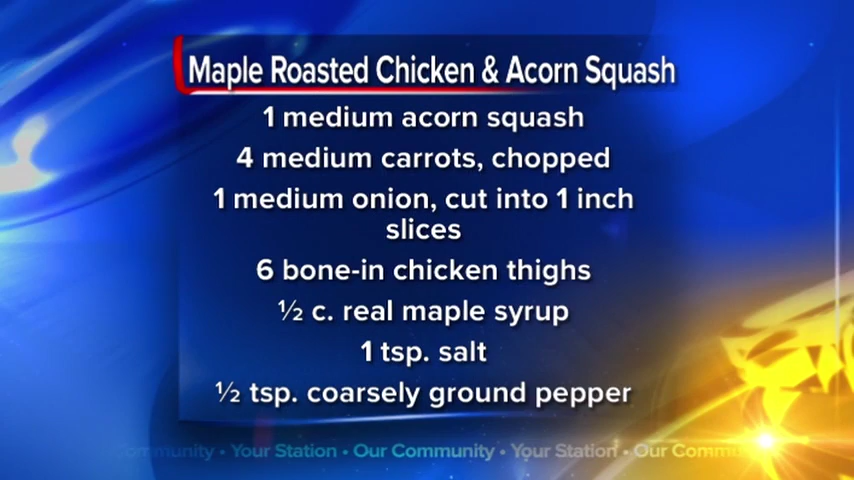 Maple Roasted Chicken & Acorn Squash
1 medium acorn squash
4 medium carrots, chopped
1 medium onion, cut into 1 inch
slices
6 bone-in chicken thighs
½ c. real maple syrup
1 tsp. salt
½ tsp. coarsely ground pepper
Community • Your Station • Our Community • Your Station • Our Commu